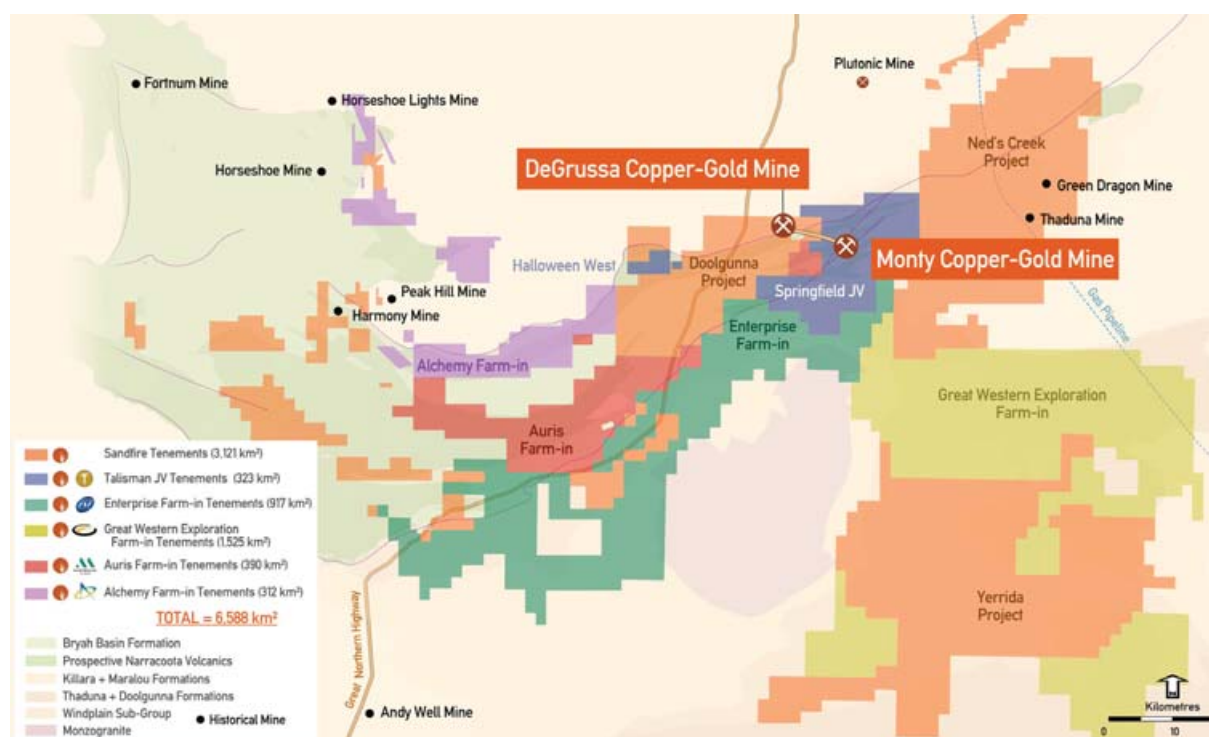 Fortnum Mine
Horseshoe Lights Mine
Horseshoe Mine
Plutonic Mine
Ned's Creek
Project
Green Dragon Mine
Thaduna Mine
DeGrussa Copper-Gold Mine
Monty Copper-Gold Mine
Halloween West
Doolgunna
Project
Springfield JV
Peak Hill Mine
Harmony Mine
Gas Pipeline
Enterprise
Farm-in
Alchemy Farm-in
Great Western Exploration
Farm-in
Auris
Farm-in
Yerrida
Project
Great Northern Highway
Andy Well Mine
Sandfire Tenements (3,121 km²)
Talisman JV Tenements (323 km²)
Enterprise Farm-in Tenements (917 km²)
Great Western Exploration
Farm-in Tenements (1,525 km²)
Auris Farm-in Tenements (390 km²)
Alchemy Farm-in Tenements (312 km²)
TOTAL = 6,588 km²
Bryah Basin Formation
Prospective Narracoota Volcanics
Killara + Maralou Formations
Thaduna + Doolgunna Formations
Windplain Sub-Group
Historical Mine
Monzogranite
Kilometres
0 10